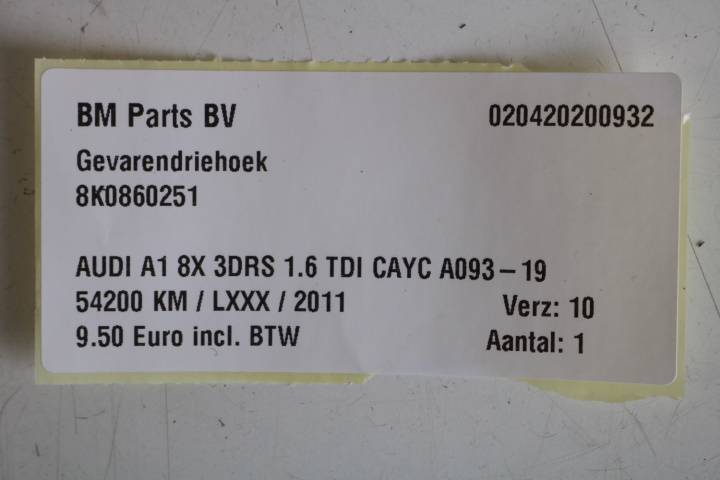 BM Parts BV 020420200932
Gevarendriehoek
8K0860251
AUDI A1 8X 3DRS 1.6 TDI CAYC A093-19
54200 KM / LXXX / 2011 Verz: 10
9.50 Euro incl. BTW Aantal: 1